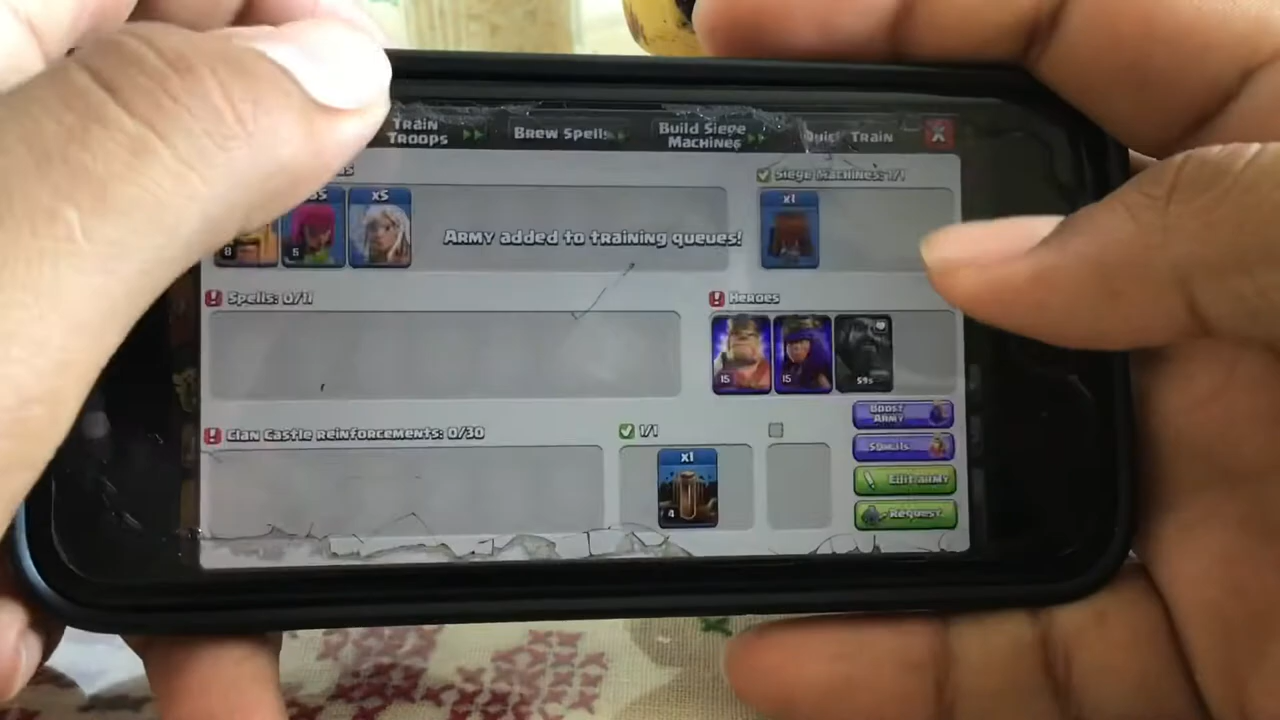 Train Troops
Brew Spells
Build Siege Machines
Train
Siege Machines: 1/1
x5
x1
8
5
Army added to training queues!
Spells: 0/11
Heroes
15
15
59s
Boost Army
Clan Castle reinforcements: 0/30
1/1
x1
4
Edit Army
Request